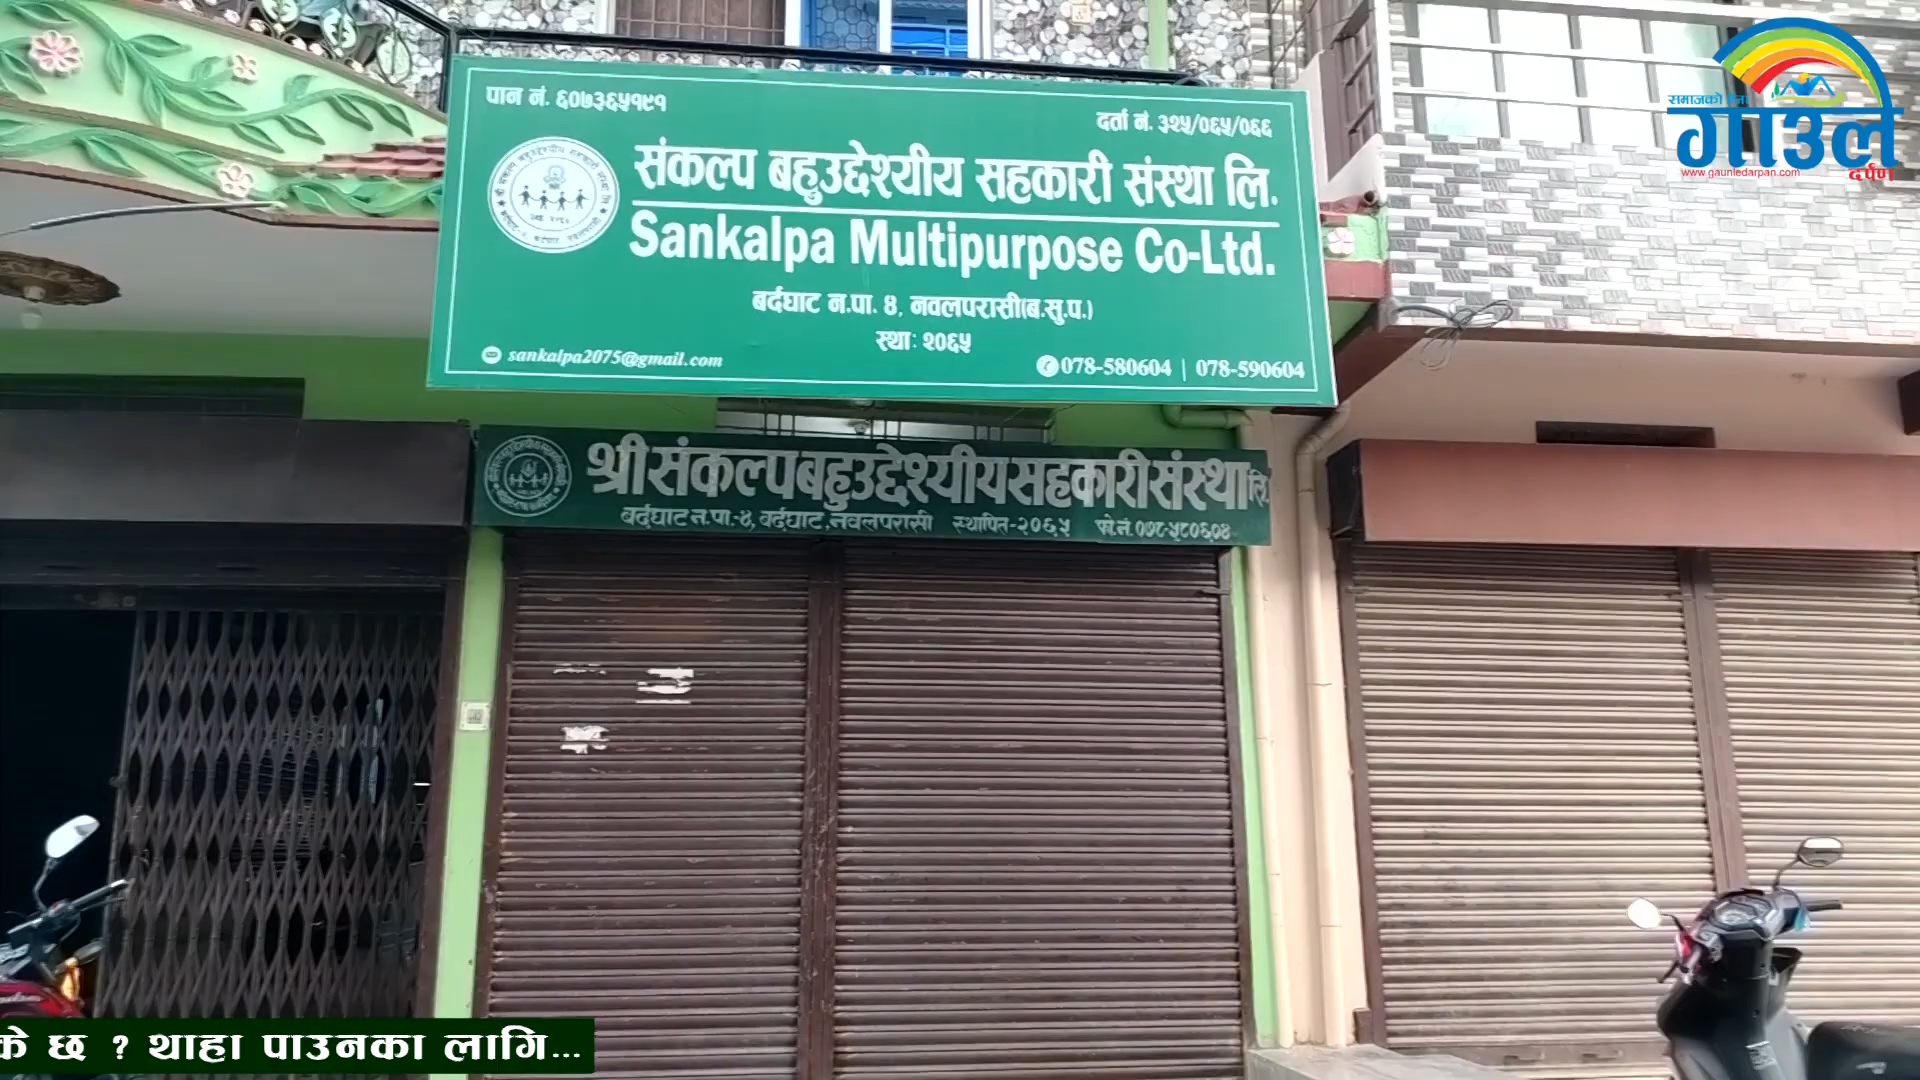 पान नं. ६०७३६५१९१
दर्ता नं. ३२५/०६५/०६६
संकल्प बहुउद्देश्यीय सहकारी संस्था लि.
Sankalpa Multipurpose Co-Ltd.
बर्दघाट न.पा. ४, नवलपरासी(ब.सु.प.)
स्था: २०६५
sankalpa2075@gmail.com
078-580604 | 078-590604
श्री संकल्प बहुउद्देश्यीय सहकारी संस्था लि.
बर्दघाट न.पा.-४, बर्दघाट, नवलपरासी स्थापित-२०६५ फो.नं. ०७८-५८०६०४
समाजको
गाउँले
www.gaunledarpan.com
दर्पण
के छ ? थाहा पाउनका लागि...